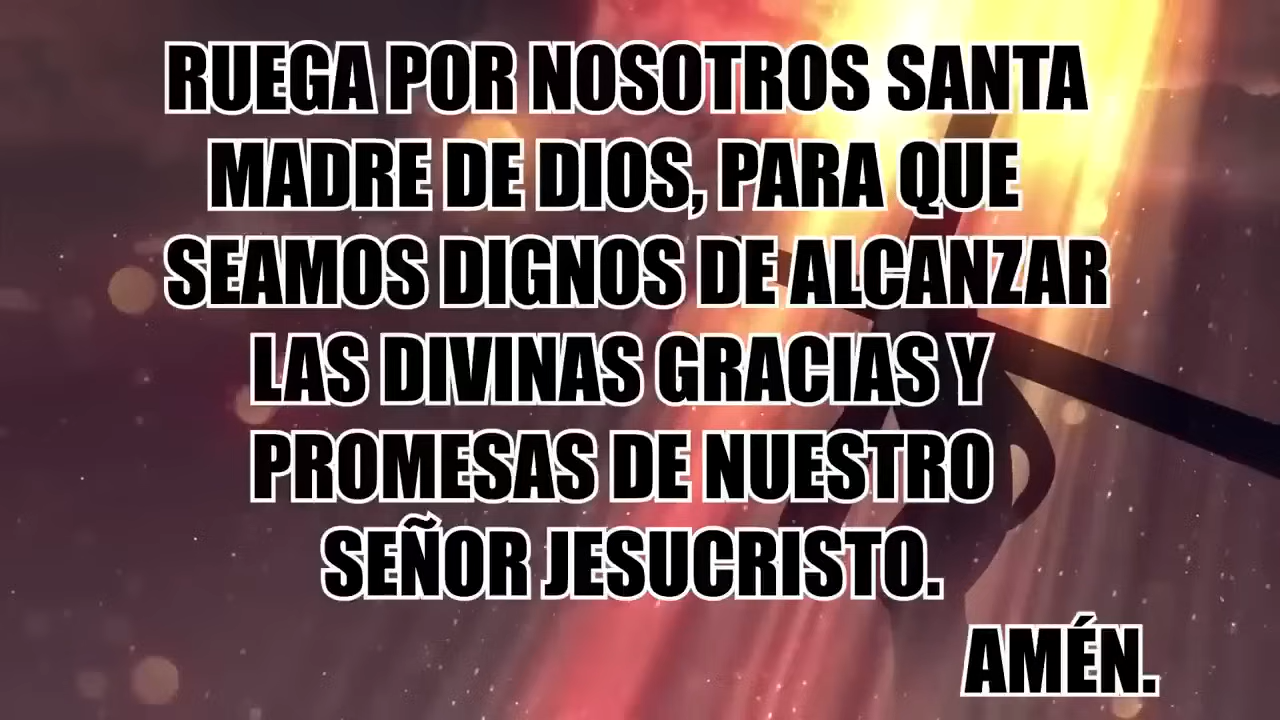 RUEGA POR NOSOTROS SANTA
MADRE DE DIOS, PARA QUE
SEAMOS DIGNOS DE ALCANZAR
LAS DIVINAS GRACIAS Y
PROMESAS DE NUESTRO
SEÑOR JESUCRISTO.
AMÉN.